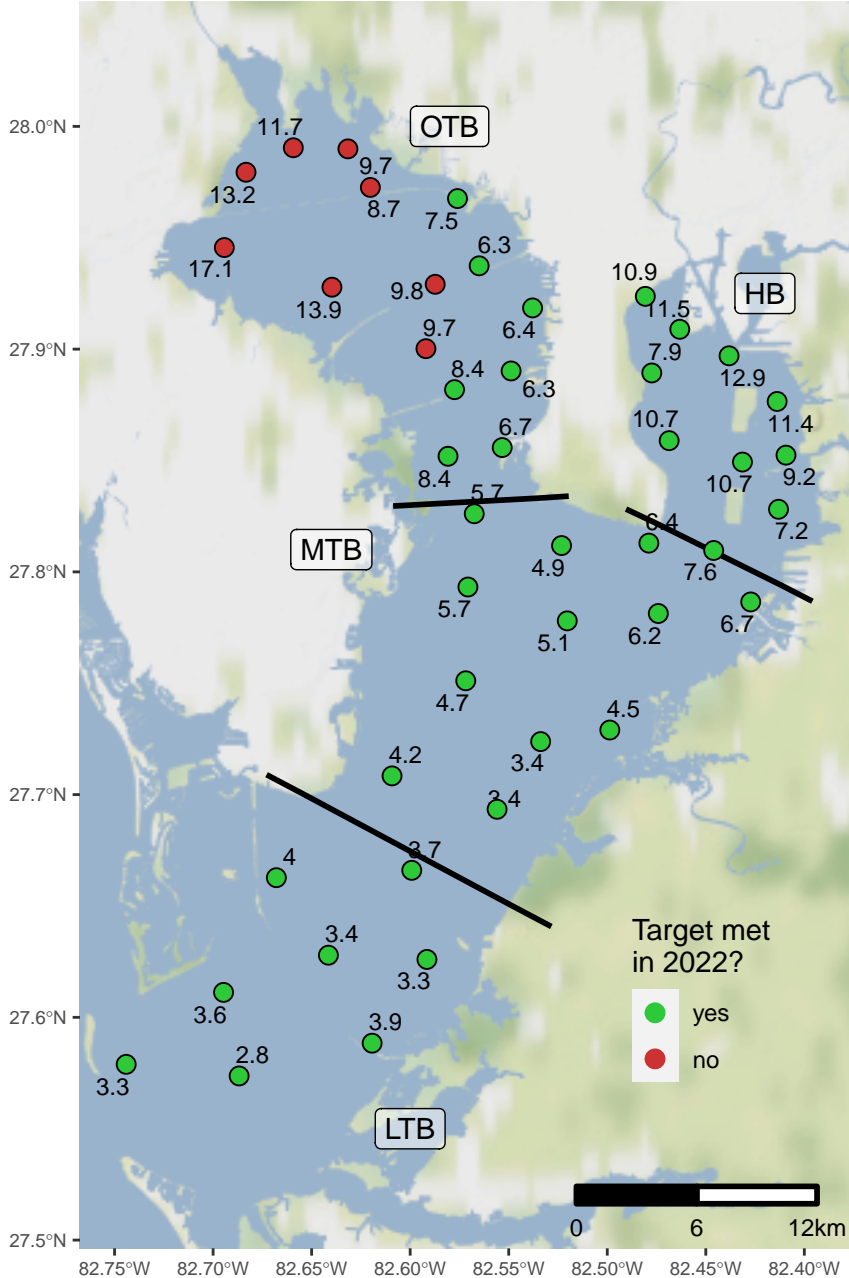 28.0°N
27.9°N
27.8°N
27.7°N
27.6°N
27.5°N
OTB
11.7
9.7
13.2
8.7
7.5
17.1
6.3
13.9
9.8
6.4
9.7
8.4
6.3
6.7
8.4
5.7
HB
10.9
11.5
7.9
12.9
10.7
11.4
10.7
9.2
7.2
6.4
7.6
MTB
4.9
5.7
5.1
6.2
6.7
4.7
4.5
4.2
3.4
3.4
3.7
4
3.4
3.3
3.6
3.9
3.3
2.8
LTB
Target met
in 2022?
yes
no
0 6 12km
82.75°W 82.70°W 82.65°W 82.60°W 82.55°W 82.50°W 82.45°W 82.40°W